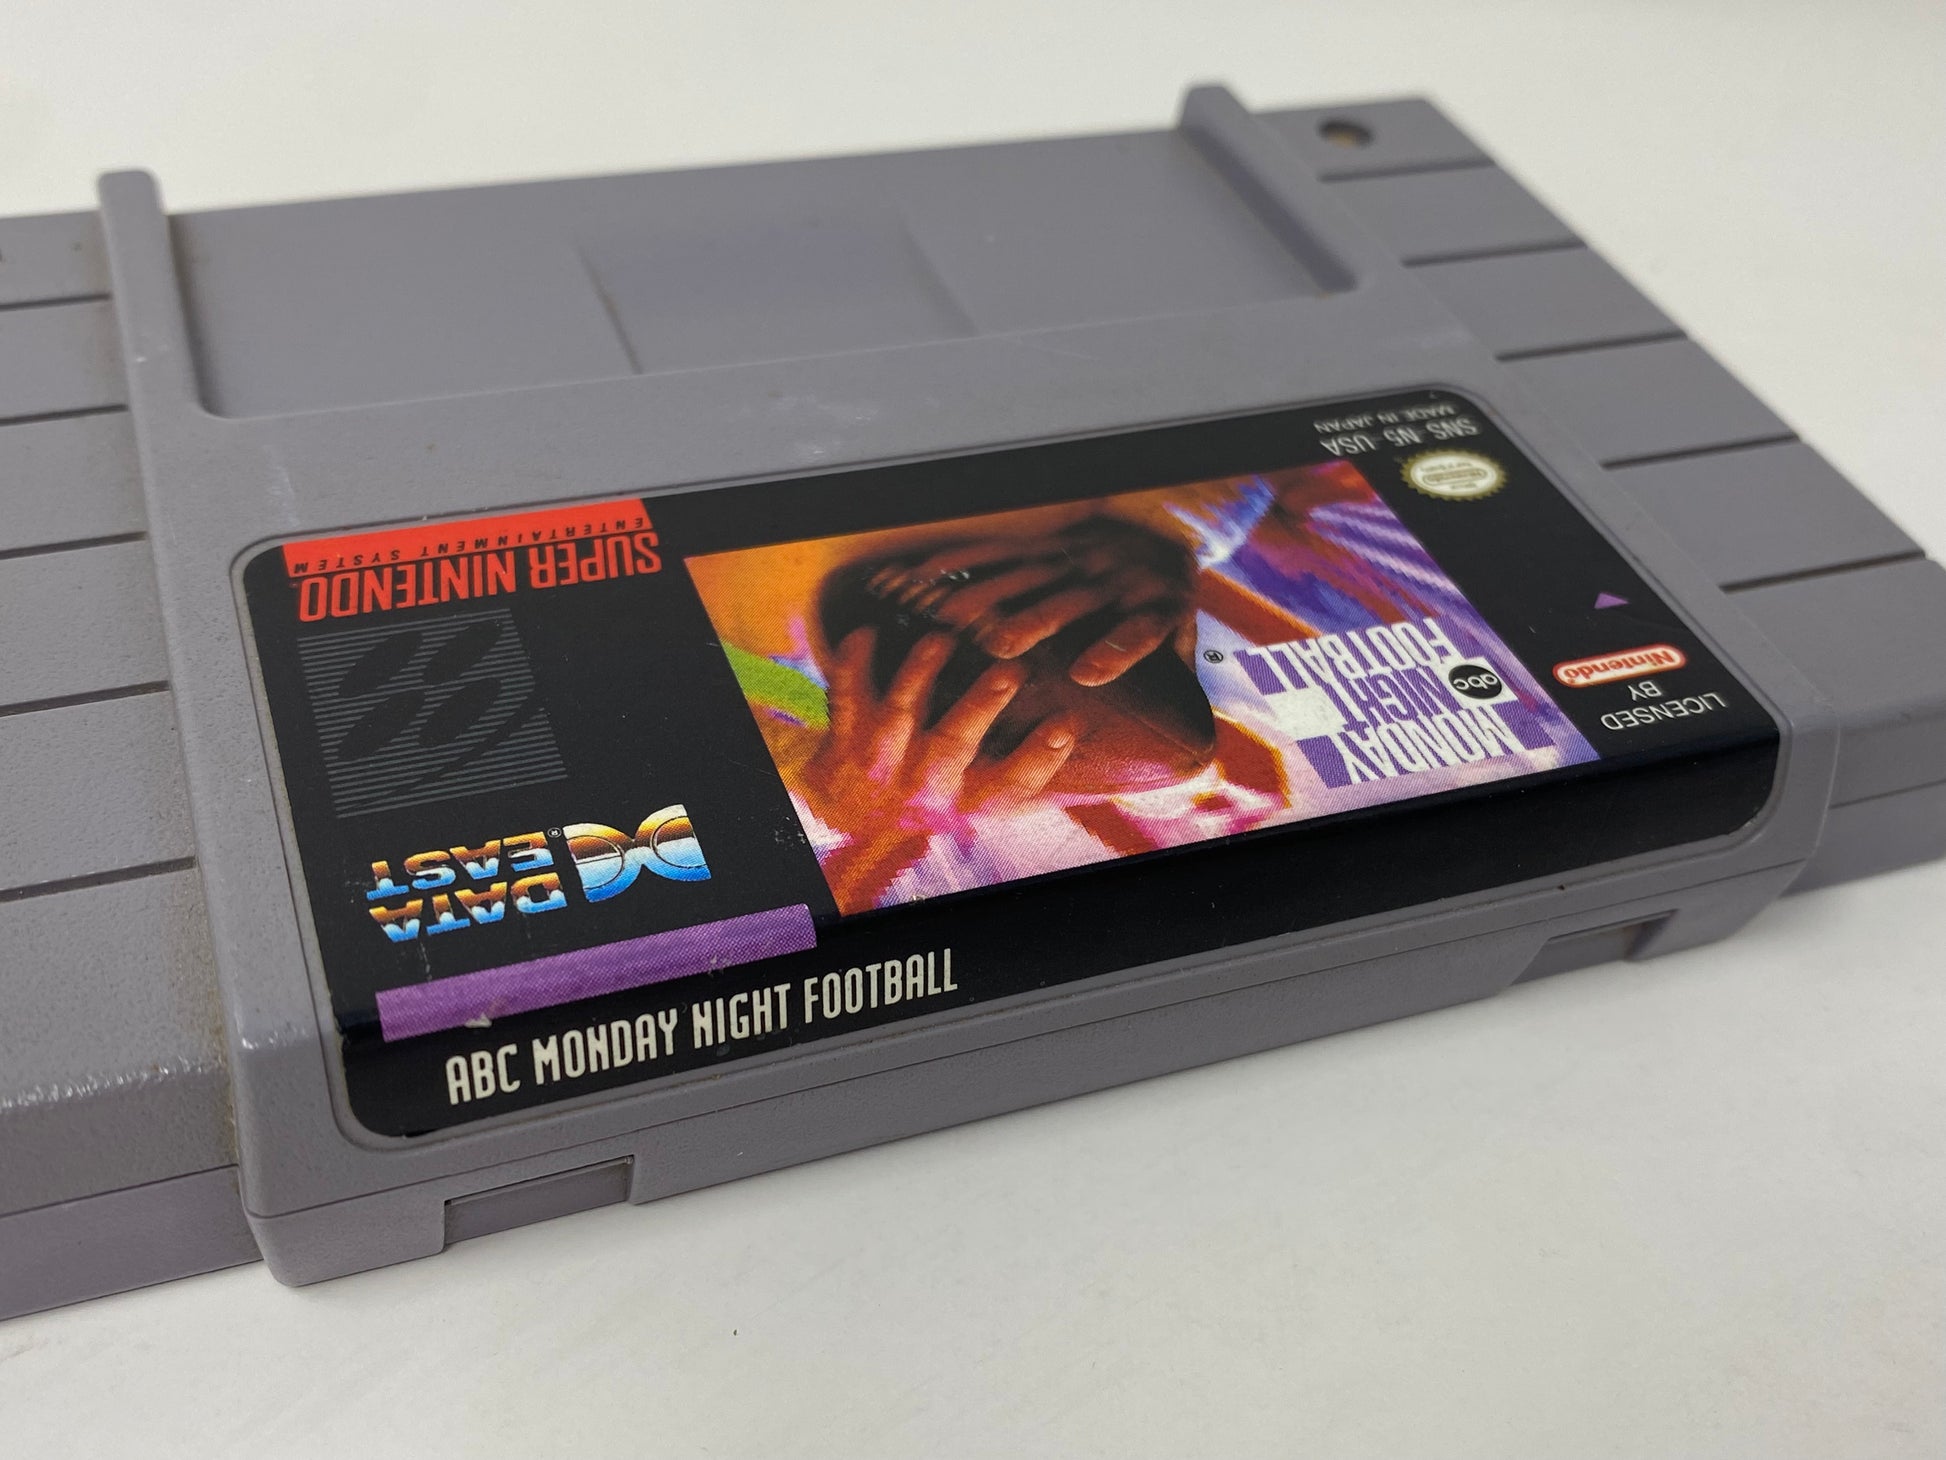 SUPER NINTENDO
ENTERTAINMENT SYSTEM
DATA
EAST®
MONDAY
NIGHT
FOOTBALL®
abc
SNS-N5-USA
MADE IN JAPAN
LICENSED
BY
Nintendo
ABC MONDAY NIGHT FOOTBALL